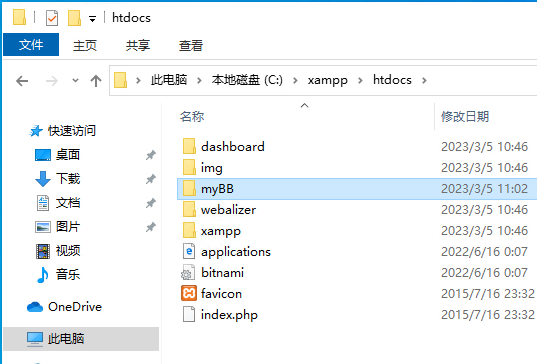 htdocs
文件 主页 共享 查看
此电脑 本地磁盘 (C:) xampp htdocs
名称 修改日期
快速访问
桌面
下载
文档
图片
视频
音乐
OneDrive
此电脑
dashboard 2023/3/5 10:46
img 2023/3/5 10:46
myBB 2023/3/5 11:02
webalizer 2023/3/5 10:46
xampp 2023/3/5 10:46
applications 2022/6/16 0:07
bitnami 2022/6/16 0:07
favicon 2015/7/16 23:32
index.php 2015/7/16 23:32